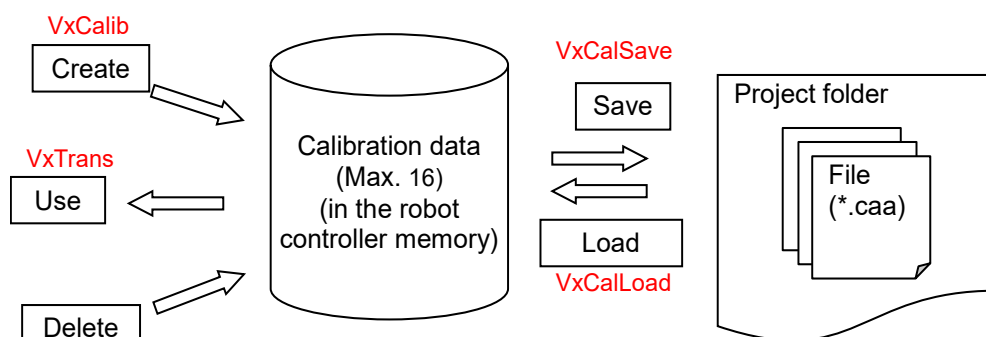 VxCalib
Create
VxTrans
Use
Delete
Calibration data
(Max. 16)
(in the robot
controller memory)
VxCalSave
Save
Load
VxCalLoad
Project folder
File
(*.caa)